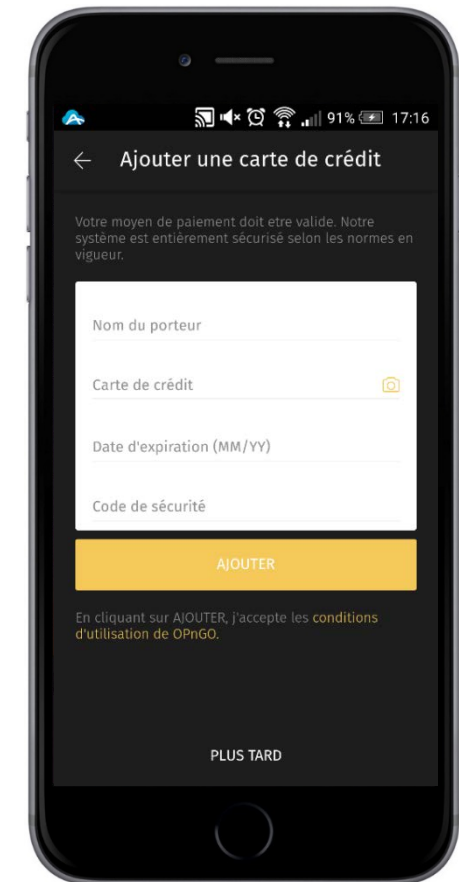 91% 17:16
Ajouter une carte de crédit
Votre moyen de paiement doit etre valide. Notre
système est entièrement sécurisé selon les normes en
vigueur.
Nom du porteur
Carte de crédit
Date d'expiration (MM/YY)
Code de sécurité
AJOUTER
En cliquant sur AJOUTER, j'accepte les conditions
d'utilisation de OPnGO.
PLUS TARD